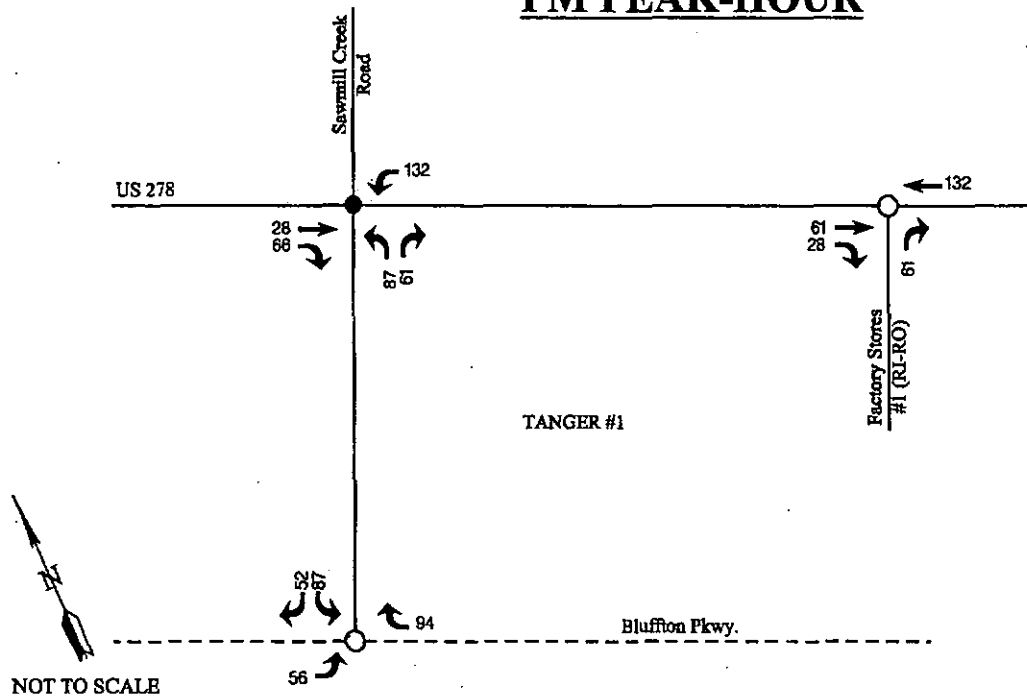 PM PEAK-HOUR
Sawmill Creek
Road
132
US 278
132
28
66
87
61
61
28
61
Factory Stores
#1 (RI-RO)
TANGER #1
N
52
87
94
Bluffton Pkwy.
56
NOT TO SCALE